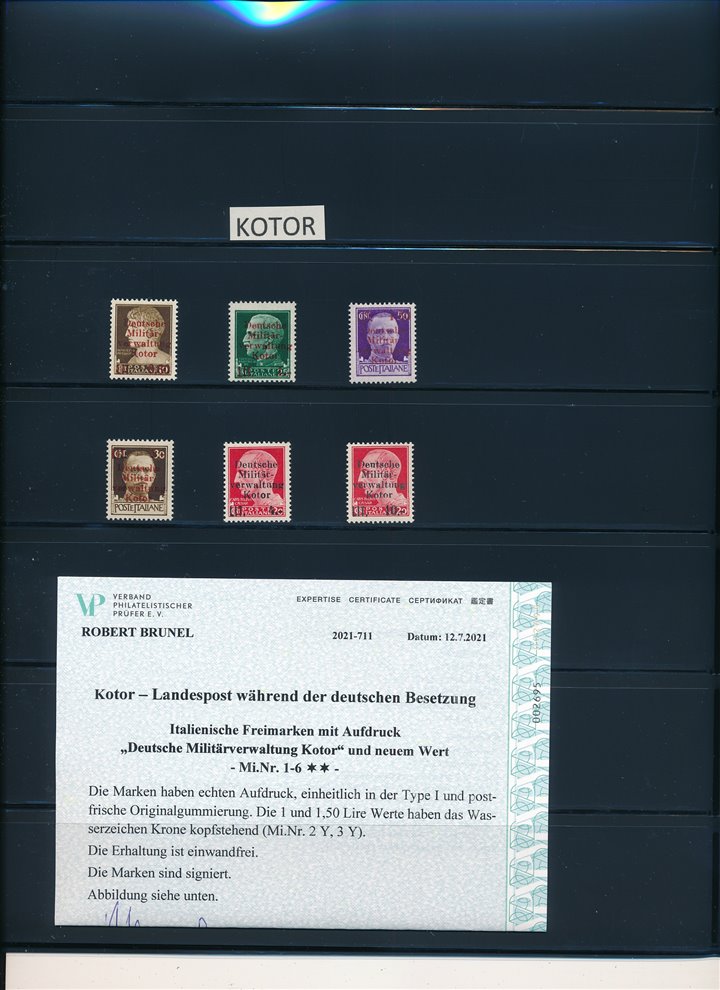 KOTOR
Deutsche
Militär-
verwaltung
Kotor
Deutsche
Militär-
verwaltung
Kotor
50
POSTE ITALIANE
30
Deutsche
POSTE ITALIANE
Deutsche
Militär-
verwaltung
Kotor
Deutsche
Militär-
verwaltung
Kotor
VP VERBAND
PHILATELISTISCHER
PRÜFER E. V.
EXPERTISE CERTIFICATE СЕРТИФИКАТ 鑑定書
ROBERT BRUNEL 2021-711 Datum: 12.7.2021
Kotor – Landespost während der deutschen Besetzung
Italienische Freimarken mit Aufdruck
„Deutsche Militärverwaltung Kotor“ und neuem Wert
- Mi.Nr. 1-6 ✶✶ -
Die Marken haben echten Aufdruck, einheitlich in der Type I und post-
frische Originalgummierung. Die 1 und 1,50 Lire Werte haben das Was-
serzeichen Krone kopfstehend (Mi.Nr. 2 Y, 3 Y).
Die Erhaltung ist einwandfrei.
Die Marken sind signiert.
Abbildung siehe unten.
002695